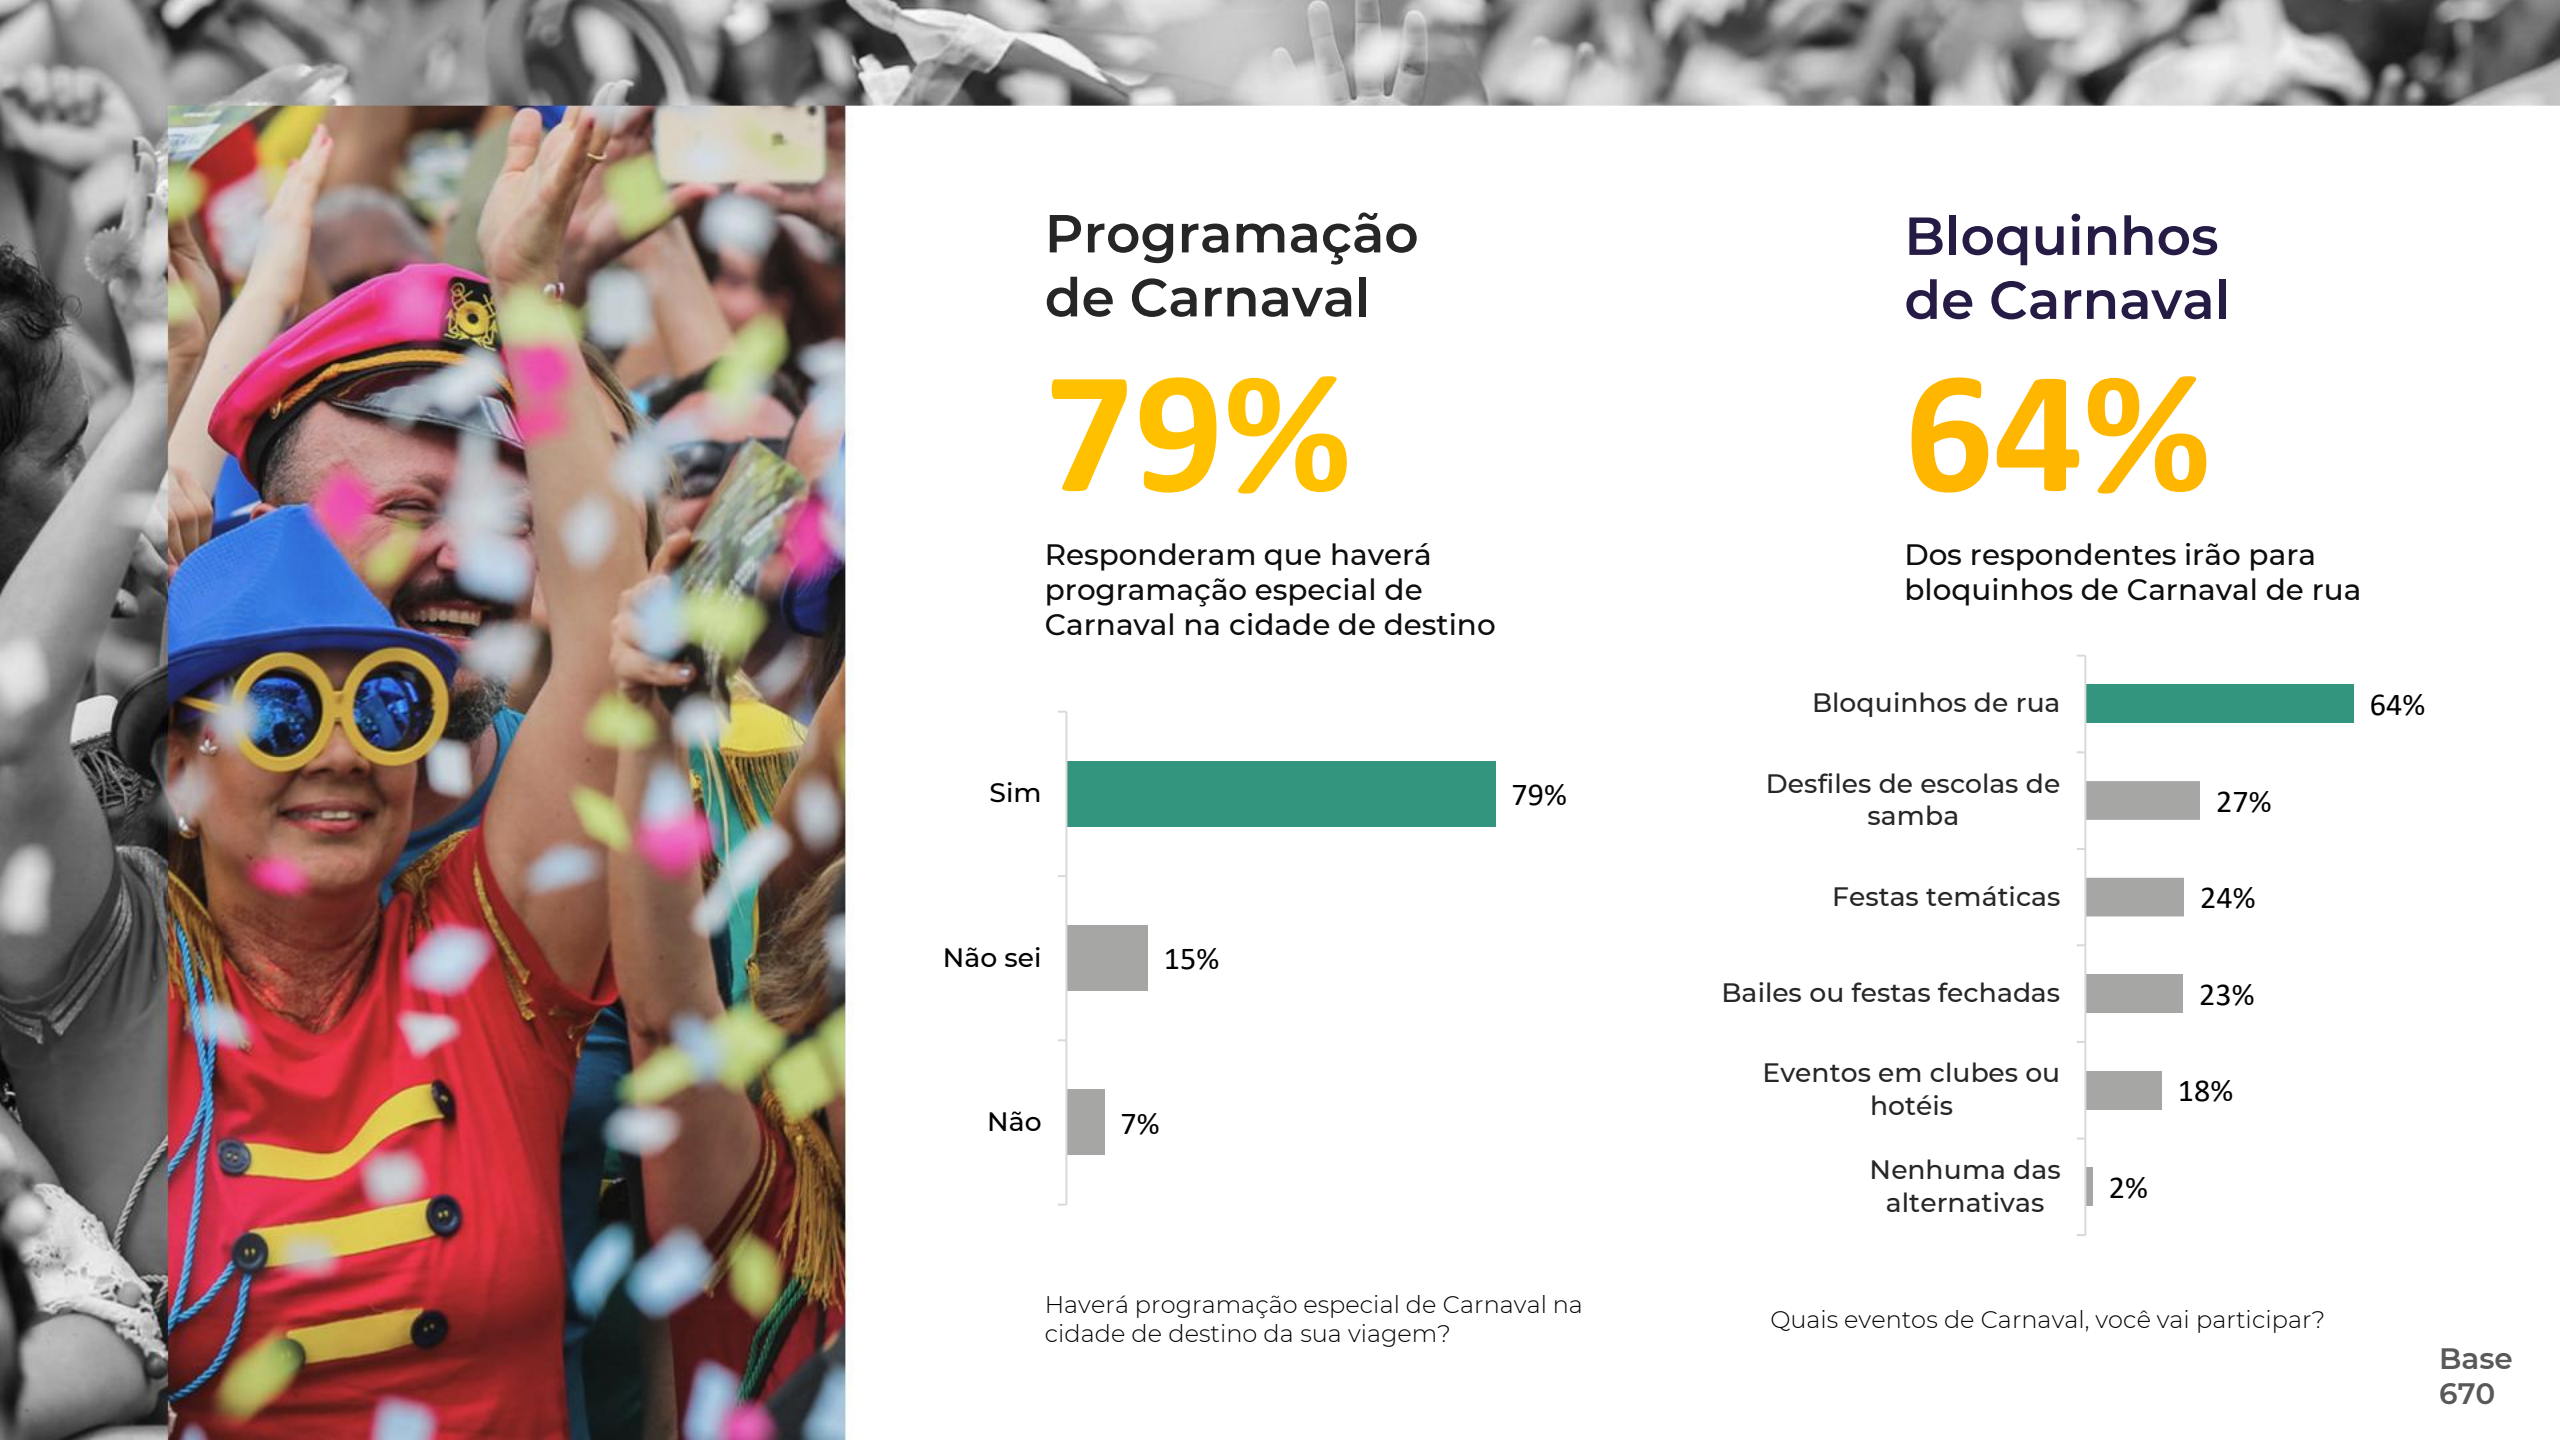 Programação
de Carnaval
79%
Responderam que haverá
programação especial de
Carnaval na cidade de destino
Sim
79%
Não sei
15%
Não
7%
Haverá programação especial de Carnaval na
cidade de destino da sua viagem?
Bloquinhos
de Carnaval
64%
Dos respondentes irão para
bloquinhos de Carnaval de rua
Bloquinhos de rua
64%
Desfiles de escolas de
samba
27%
Festas temáticas
24%
Bailes ou festas fechadas
23%
Eventos em clubes ou
hotéis
18%
Nenhuma das
alternativas
2%
Quais eventos de Carnaval, você vai participar?
Base
670